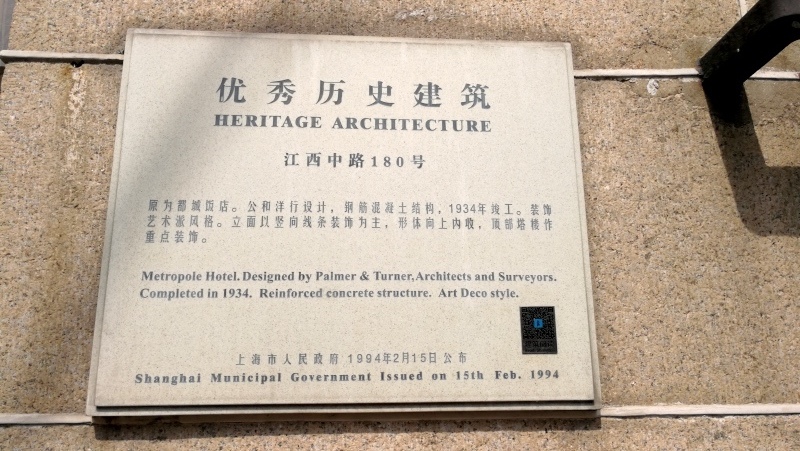 优秀历史建筑
HERITAGE ARCHITECTURE
江西中路180号
原为都城饭店。公和洋行设计，钢筋混凝土结构，1934年竣工。装饰
艺术派风格。立面以竖向线条装饰为主，形体向上内收，顶部塔楼作
重点装饰。
Metropole Hotel. Designed by Palmer & Turner, Architects and Surveyors.
Completed in 1934. Reinforced concrete structure. Art Deco style.
上海市人民政府 1994年2月15日公布
Shanghai Municipal Government Issued on 15th Feb. 1994